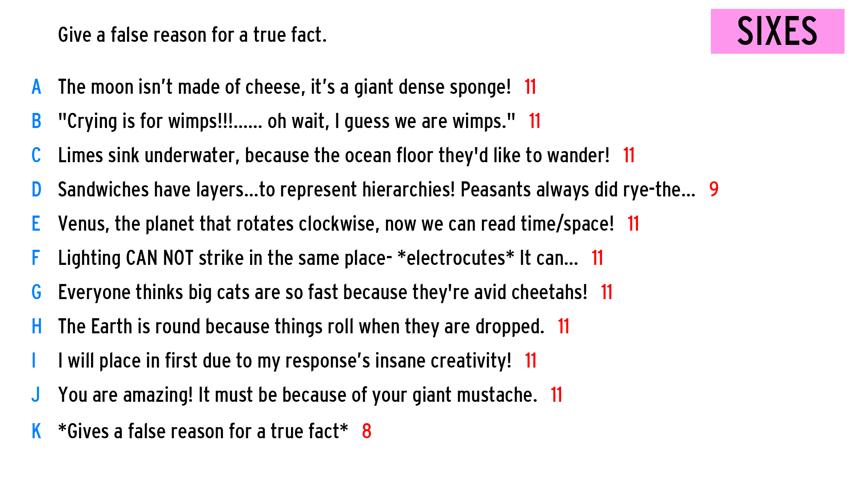 Give a false reason for a true fact.
SIXES
A The moon isn't made of cheese, it's a giant dense sponge! 11
B "Crying is for wimps!!!...... oh wait, I guess we are wimps." 11
C Limes sink underwater, because the ocean floor they'd like to wander! 11
D Sandwiches have layers...to represent hierarchies! Peasants always did rye-the... 9
E Venus, the planet that rotates clockwise, now we can read time/space! 11
F Lighting CAN NOT strike in the same place- *electrocutes* It can... 11
G Everyone thinks big cats are so fast because they're avid cheetahs! 11
H The Earth is round because things roll when they are dropped. 11
I I will place in first due to my response's insane creativity! 11
J You are amazing! It must be because of your giant mustache. 11
K *Gives a false reason for a true fact* 8